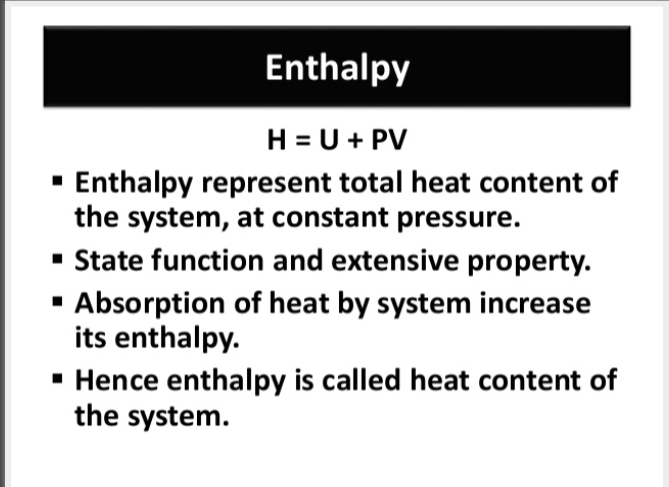 Enthalpy
H = U + PV
▪ Enthalpy represent total heat content of
the system, at constant pressure.
▪ State function and extensive property.
▪ Absorption of heat by system increase
its enthalpy.
▪ Hence enthalpy is called heat content of
the system.